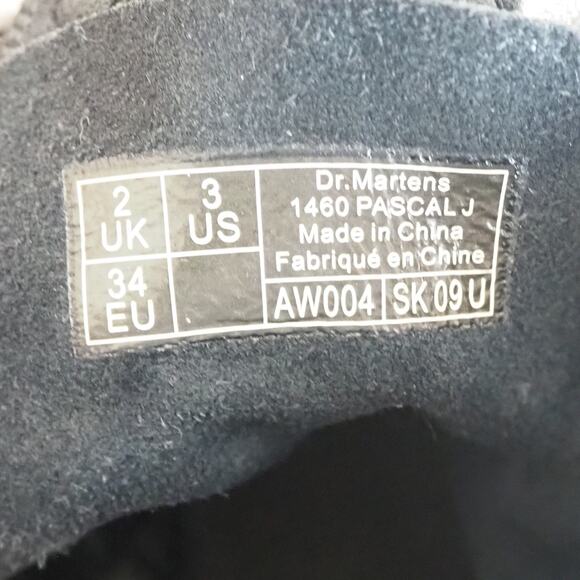 2
UK
3
US
34
EU
Dr.Martens
1460 PASCAL J
Made in China
Fabriqué en Chine
AW004
SK 09 U